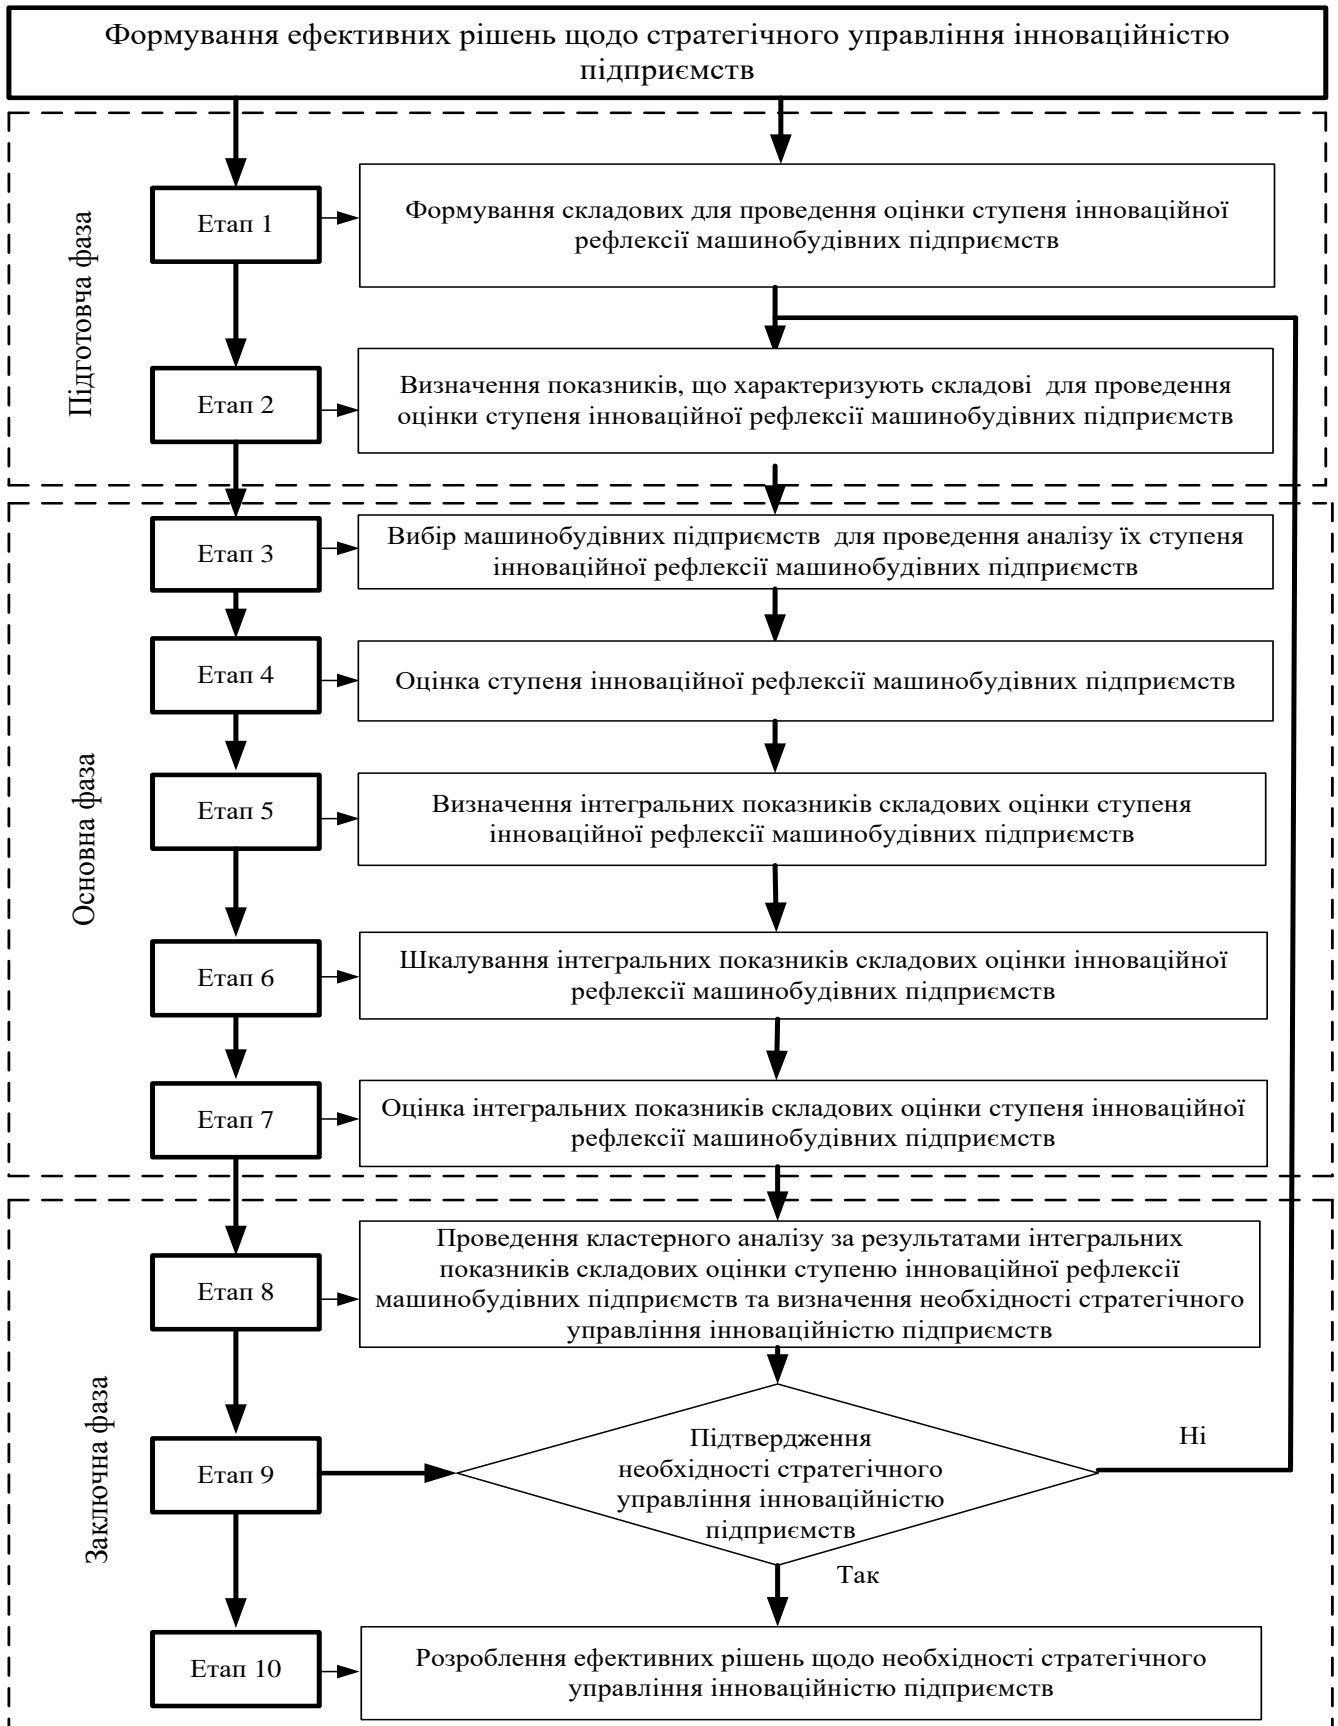 Формування ефективних рішень щодо стратегічного управління інноваційністю
підприємств
Підготовча фаза
Етап 1
Формування складових для проведення оцінки ступеня інноваційної
рефлексії машинобудівних підприємств
Етап 2
Визначення показників, що характеризують складові для проведення
оцінки ступеня інноваційної рефлексії машинобудівних підприємств
Основна фаза
Етап 3
Вибір машинобудівних підприємств для проведення аналізу їх ступеня
інноваційної рефлексії машинобудівних підприємств
Етап 4
Оцінка ступеня інноваційної рефлексії машинобудівних підприємств
Етап 5
Визначення інтегральних показників складових оцінки ступеня
інноваційної рефлексії машинобудівних підприємств
Етап 6
Шкалування інтегральних показників складових оцінки інноваційної
рефлексії машинобудівних підприємств
Етап 7
Оцінка інтегральних показників складових оцінки ступеня інноваційної
рефлексії машинобудівних підприємств
Заключна фаза
Етап 8
Проведення кластерного аналізу за результатами інтегральних
показників складових оцінки ступеню інноваційної рефлексії
машинобудівних підприємств та визначення необхідності стратегічного
управління інноваційністю підприємств
Етап 9
Підтвердження
необхідності стратегічного
управління інноваційністю
підприємств
Ні
Так
Етап 10
Розроблення ефективних рішень щодо необхідності стратегічного
управління інноваційністю підприємств